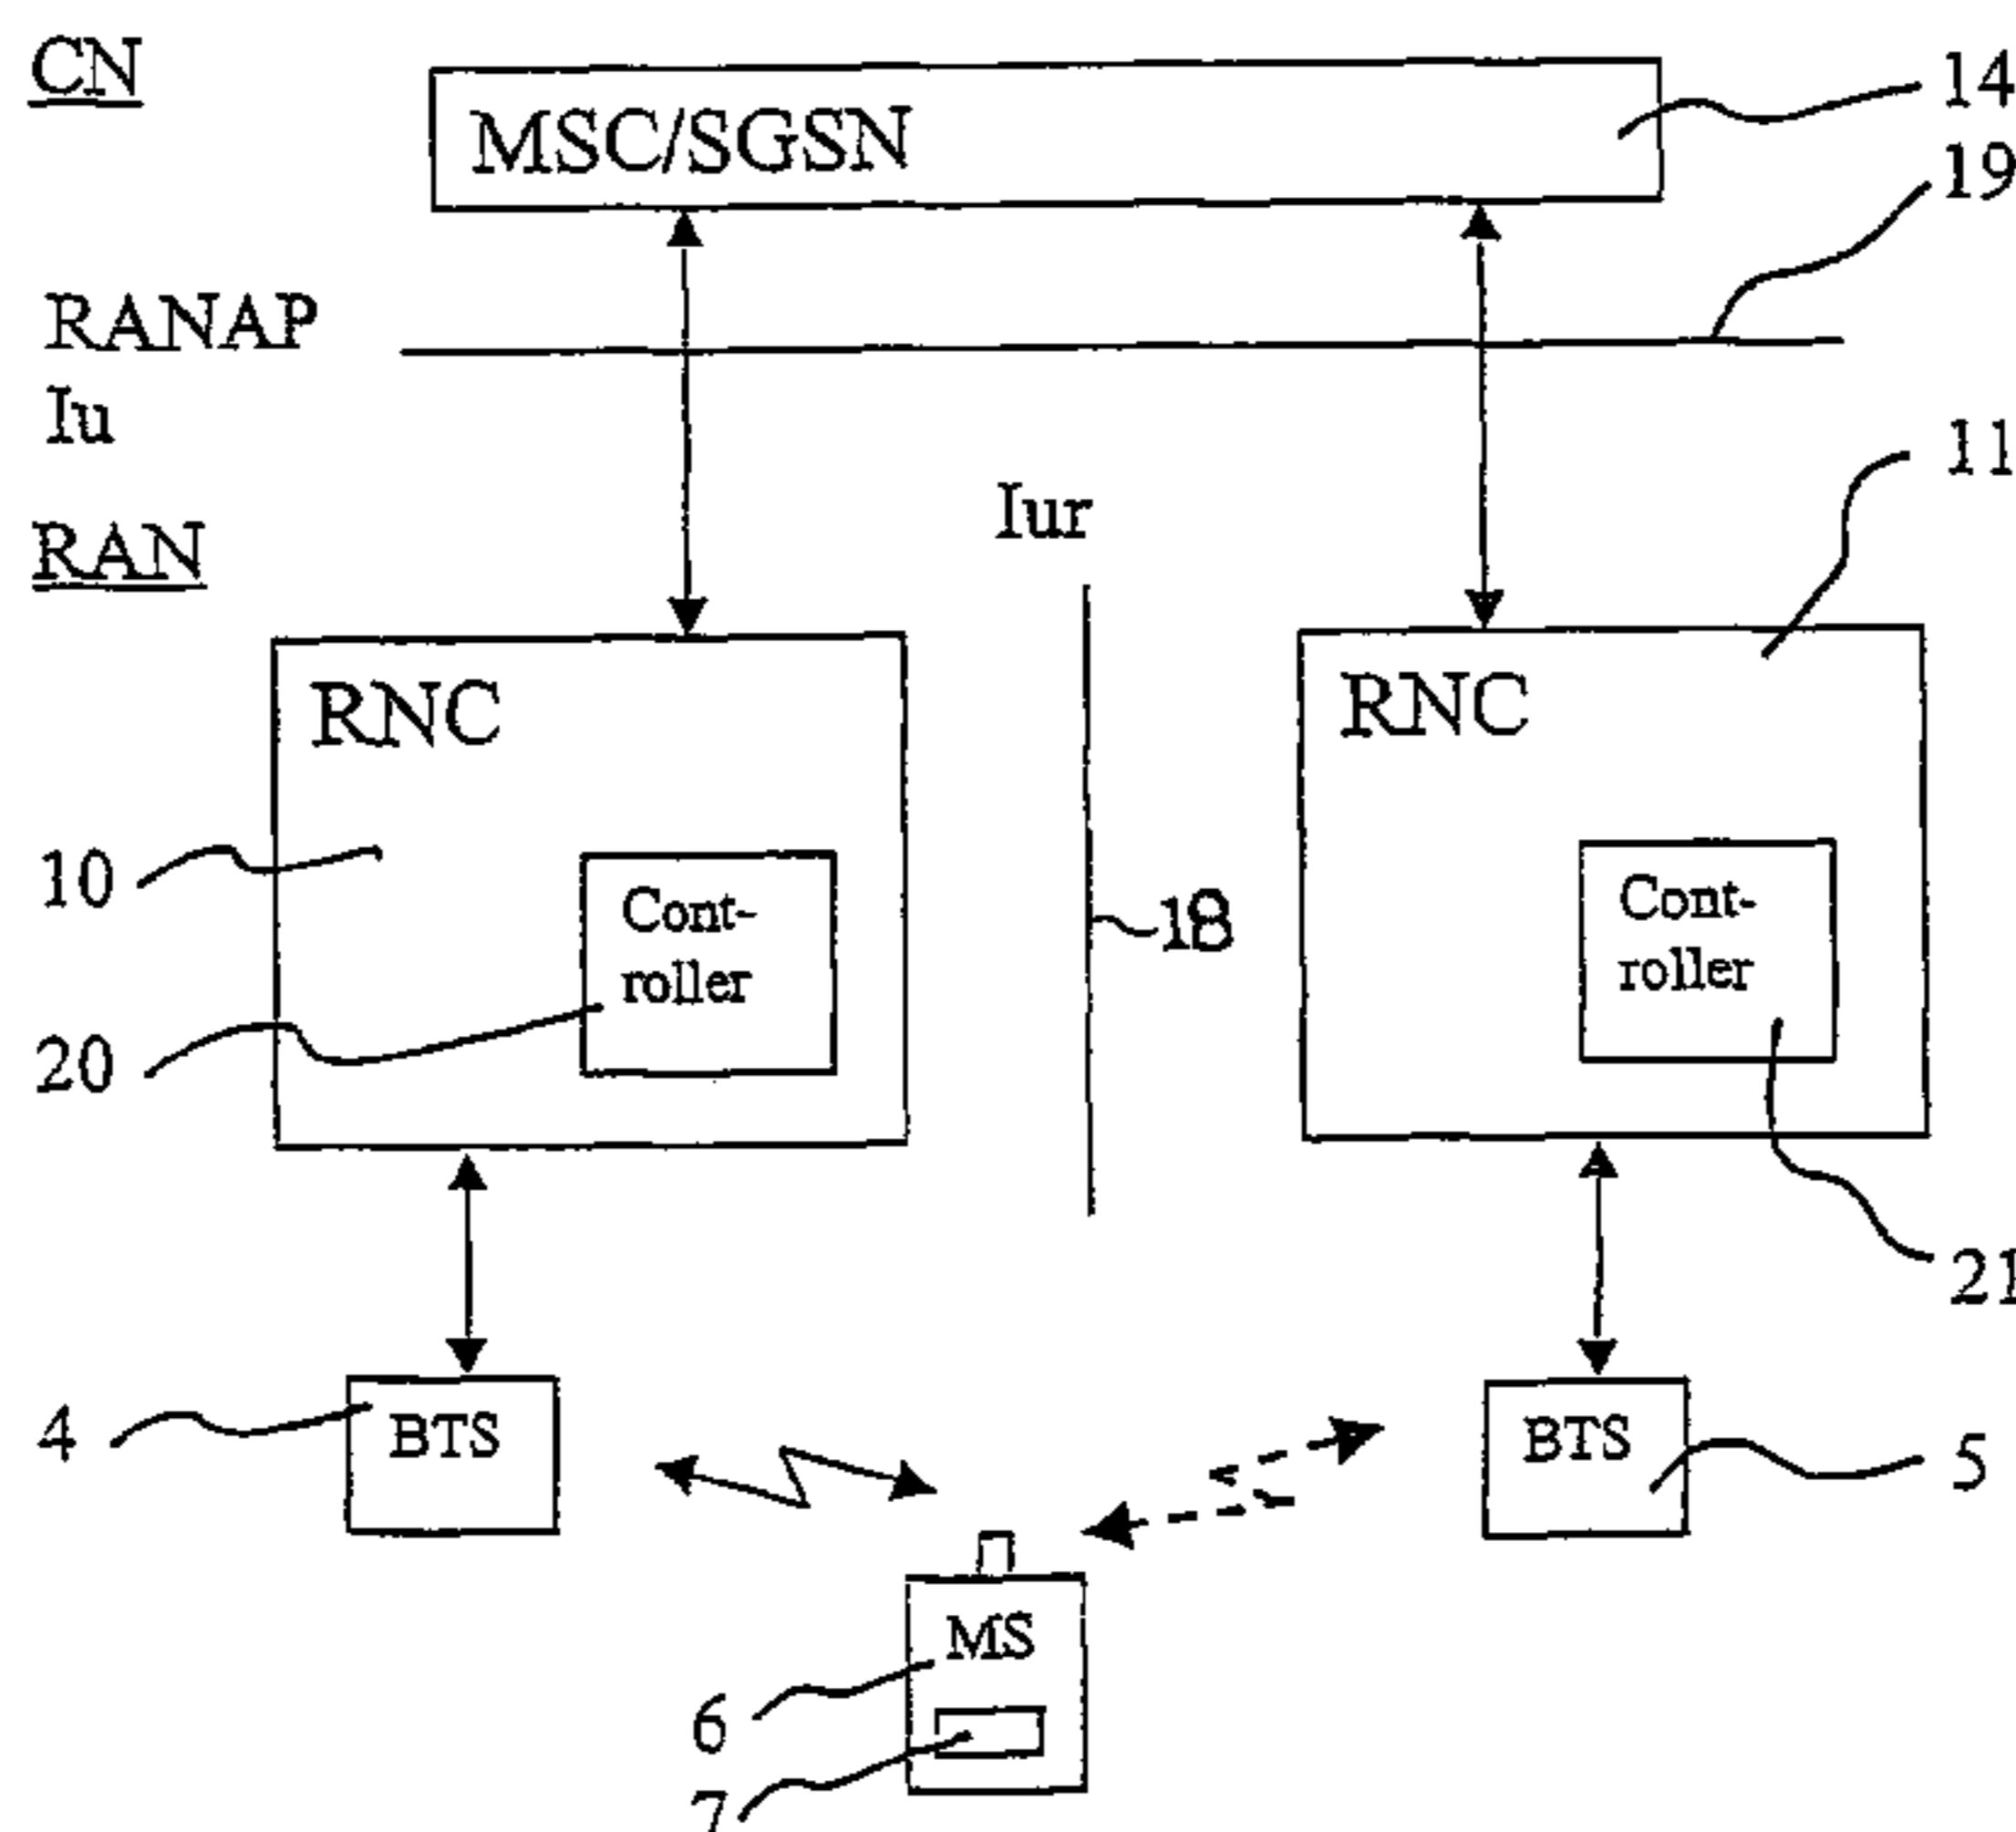 CN
MSC/SGSN
14
19
RANAP
Iu
11
Iur
RAN
RNC
RNC
10
Cont-
roller
18
Cont-
roller
20
21
4
BTS
BTS
5
MS
6
7